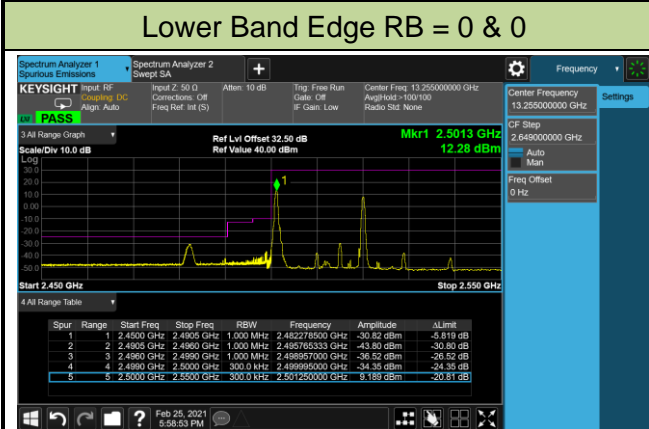 Lower Band Edge RB = 0 & 0
Spectrum Analyzer 1
Spurious Emissions
Spectrum Analyzer 2
Swept SA
Frequency
KEYSIGHT
Input: RF
Coupling: DC
Align: Auto
Input Z: 50 Ω
Corrections: Off
Freq Ref: Int (S)
Atten: 10 dB
Trig: Free Run
Gate: Off
IF Gain: Low
Center Freq: 13.255000000 GHz
Avg|Hold:>100/100
Radio Std: None
PASS
Center Frequency
13.255000000 GHz
Settings
CF Step
2.649000000 GHz
Auto
Man
Freq Offset
0 Hz
3 All Range Graph
Scale/Div 10.0 dB
Ref Lvl Offset 32.50 dB
Ref Value 40.00 dBm
Mkr1 2.5013 GHz
12.28 dBm
Log
30.0
20.0
10.0
0.00
-10.0
-20.0
-30.0
-40.0
-50.0
1
Start 2.450 GHz
Stop 2.550 GHz
4 All Range Table
Spur Range Start Freq Stop Freq RBW Frequency Amplitude ΔLimit
1 1 2.4500 GHz 2.4905 GHz 1.000 MHz 2.482278500 GHz -30.82 dBm -5.819 dB
2 2 2.4905 GHz 2.4960 GHz 1.000 MHz 2.495765333 GHz -43.80 dBm -30.80 dB
3 3 2.4960 GHz 2.4990 GHz 1.000 MHz 2.498957000 GHz -36.52 dBm -26.52 dB
4 4 2.4990 GHz 2.5000 GHz 300.0 kHz 2.499995000 GHz -34.35 dBm -24.35 dB
5 5 2.5000 GHz 2.5500 GHz 300.0 kHz 2.501250000 GHz 9.189 dBm -20.81 dB
Feb 25, 2021
5:58:53 PM